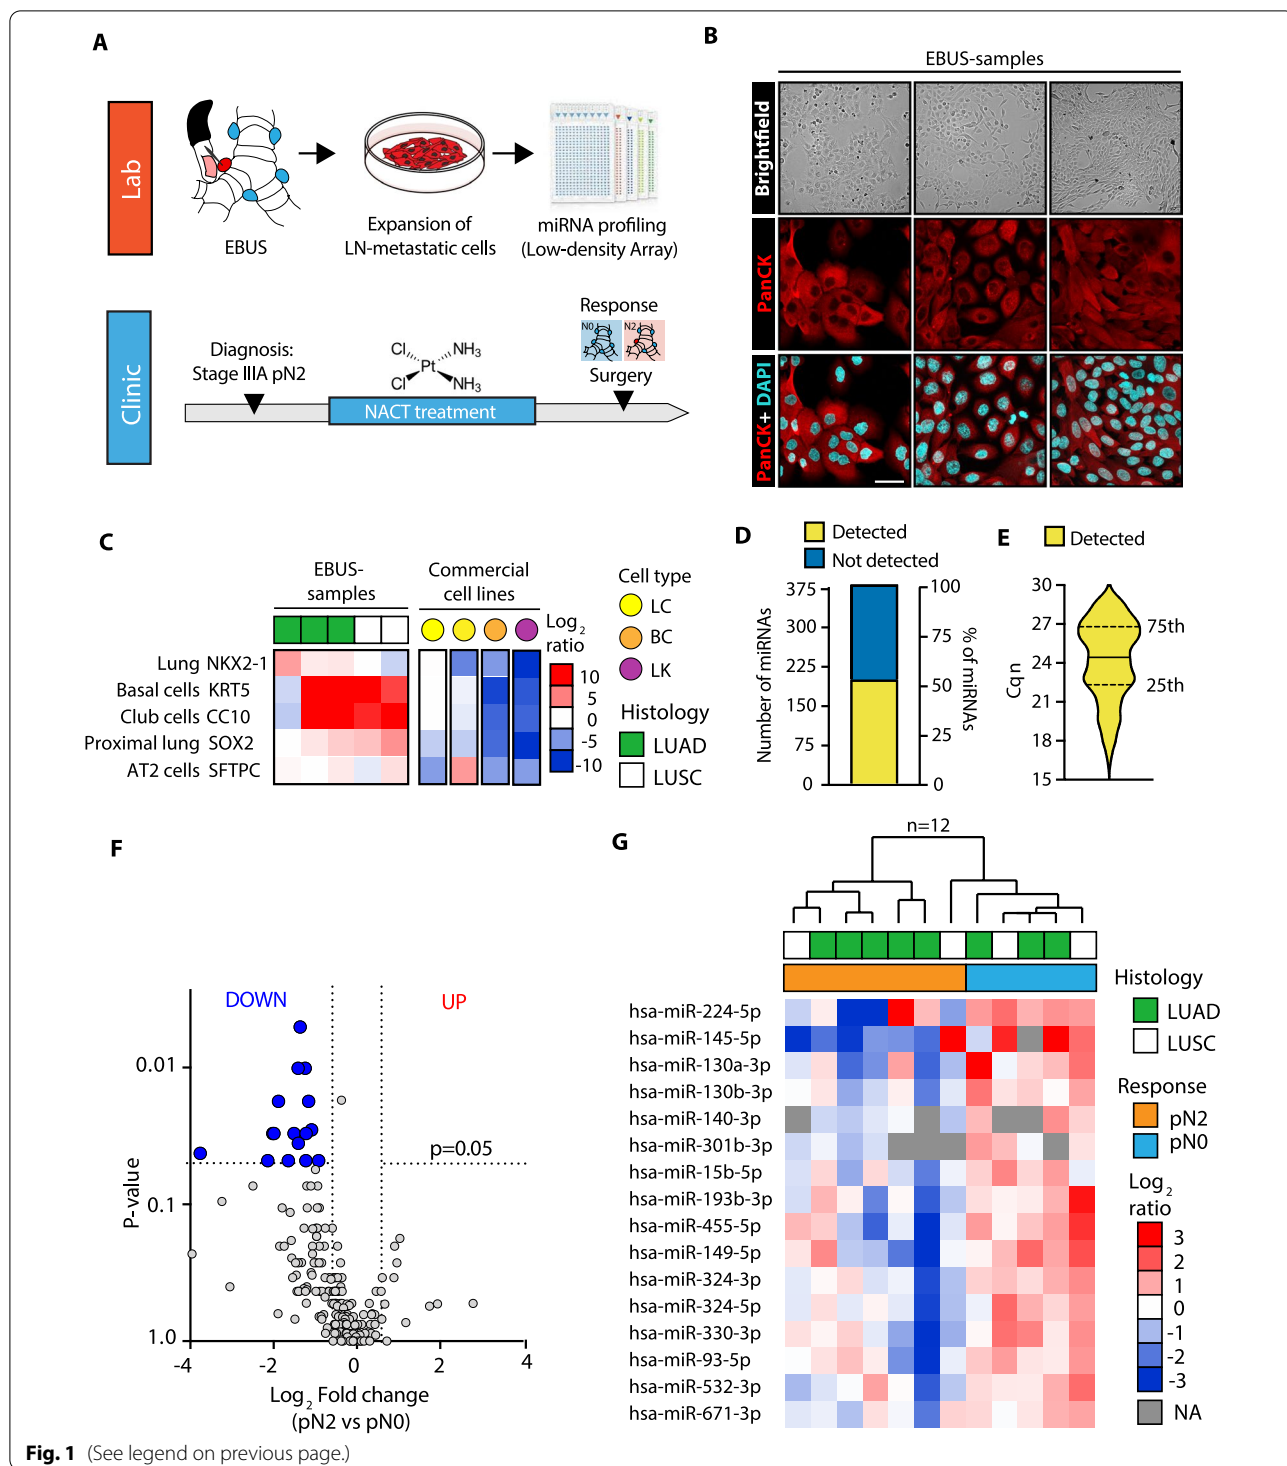 A
Lab
EBUS
Expansion of
LN-metastatic cells
miRNA profiling
(Low-density Array)
Clinic
Diagnosis:
Stage IIIA pN2
Cl
NH3
Pt
Cl
NH3
NACT treatment
Response
N0
N2
Surgery
B
EBUS-samples
Brightfield
PanCK
PanCK + DAPI
C
EBUS-
samples
Commercial
cell lines
Lung NKX2-1
Basal cells KRT5
Club cells CC10
Proximal lung SOX2
AT2 cells SFTPC
Log2
ratio
10
5
0
-5
-10
Cell type
LC
BC
LK
Histology
LUAD
LUSC
D
Detected
Not detected
Number of miRNAs
375
300
225
150
75
0
100
75
50
25
0
% of miRNAs
E
Detected
Cqn
30
27
24
21
18
15
75th
25th
F
DOWN
UP
p=0.05
P-value
0.01
0.1
1.0
-4
-2
0
2
4
Log2 Fold change
(pN2 vs pN0)
G
n=12
hsa-miR-224-5p
hsa-miR-145-5p
hsa-miR-130a-3p
hsa-miR-130b-3p
hsa-miR-140-3p
hsa-miR-301b-3p
hsa-miR-15b-5p
hsa-miR-193b-3p
hsa-miR-455-5p
hsa-miR-149-5p
hsa-miR-324-3p
hsa-miR-324-5p
hsa-miR-330-3p
hsa-miR-93-5p
hsa-miR-532-3p
hsa-miR-671-3p
Histology
LUAD
LUSC
Response
pN2
pN0
Log2
ratio
3
2
1
0
-1
-2
-3
NA
Fig. 1 (See legend on previous page.)